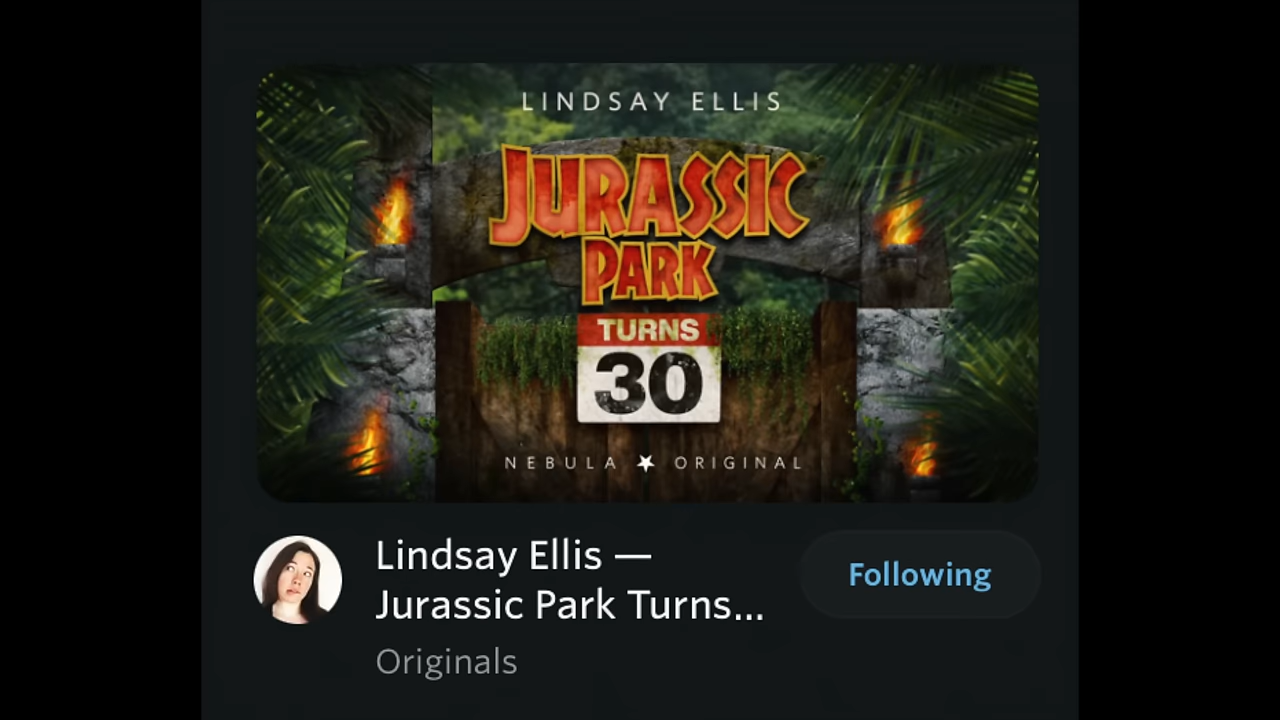 LINDSAY ELLIS
JURASSIC
PARK
TURNS
30
NEBULA ★ ORIGINAL
Lindsay Ellis —
Jurassic Park Turns...
Following
Originals